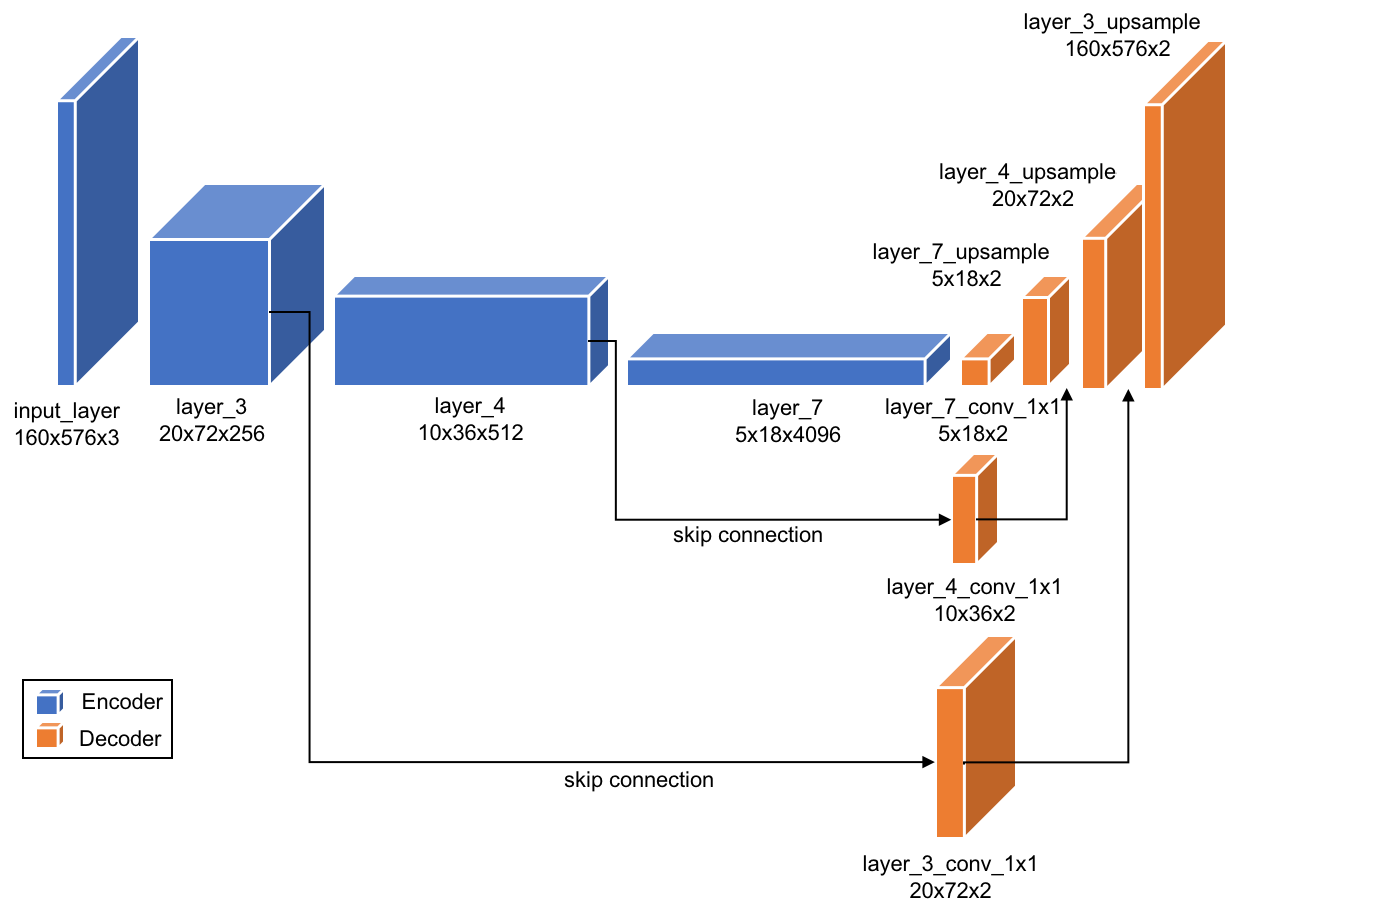 layer_3_upsample
160x576x2
layer_4_upsample
20x72x2
layer_7_upsample
5x18x2
input_layer
160x576x3
layer_3
20x72x256
layer_4
10x36x512
layer_7
5x18x4096
layer_7_conv_1x1
5x18x2
skip connection
layer_4_conv_1x1
10x36x2
Encoder
Decoder
skip connection
layer_3_conv_1x1
20x72x2